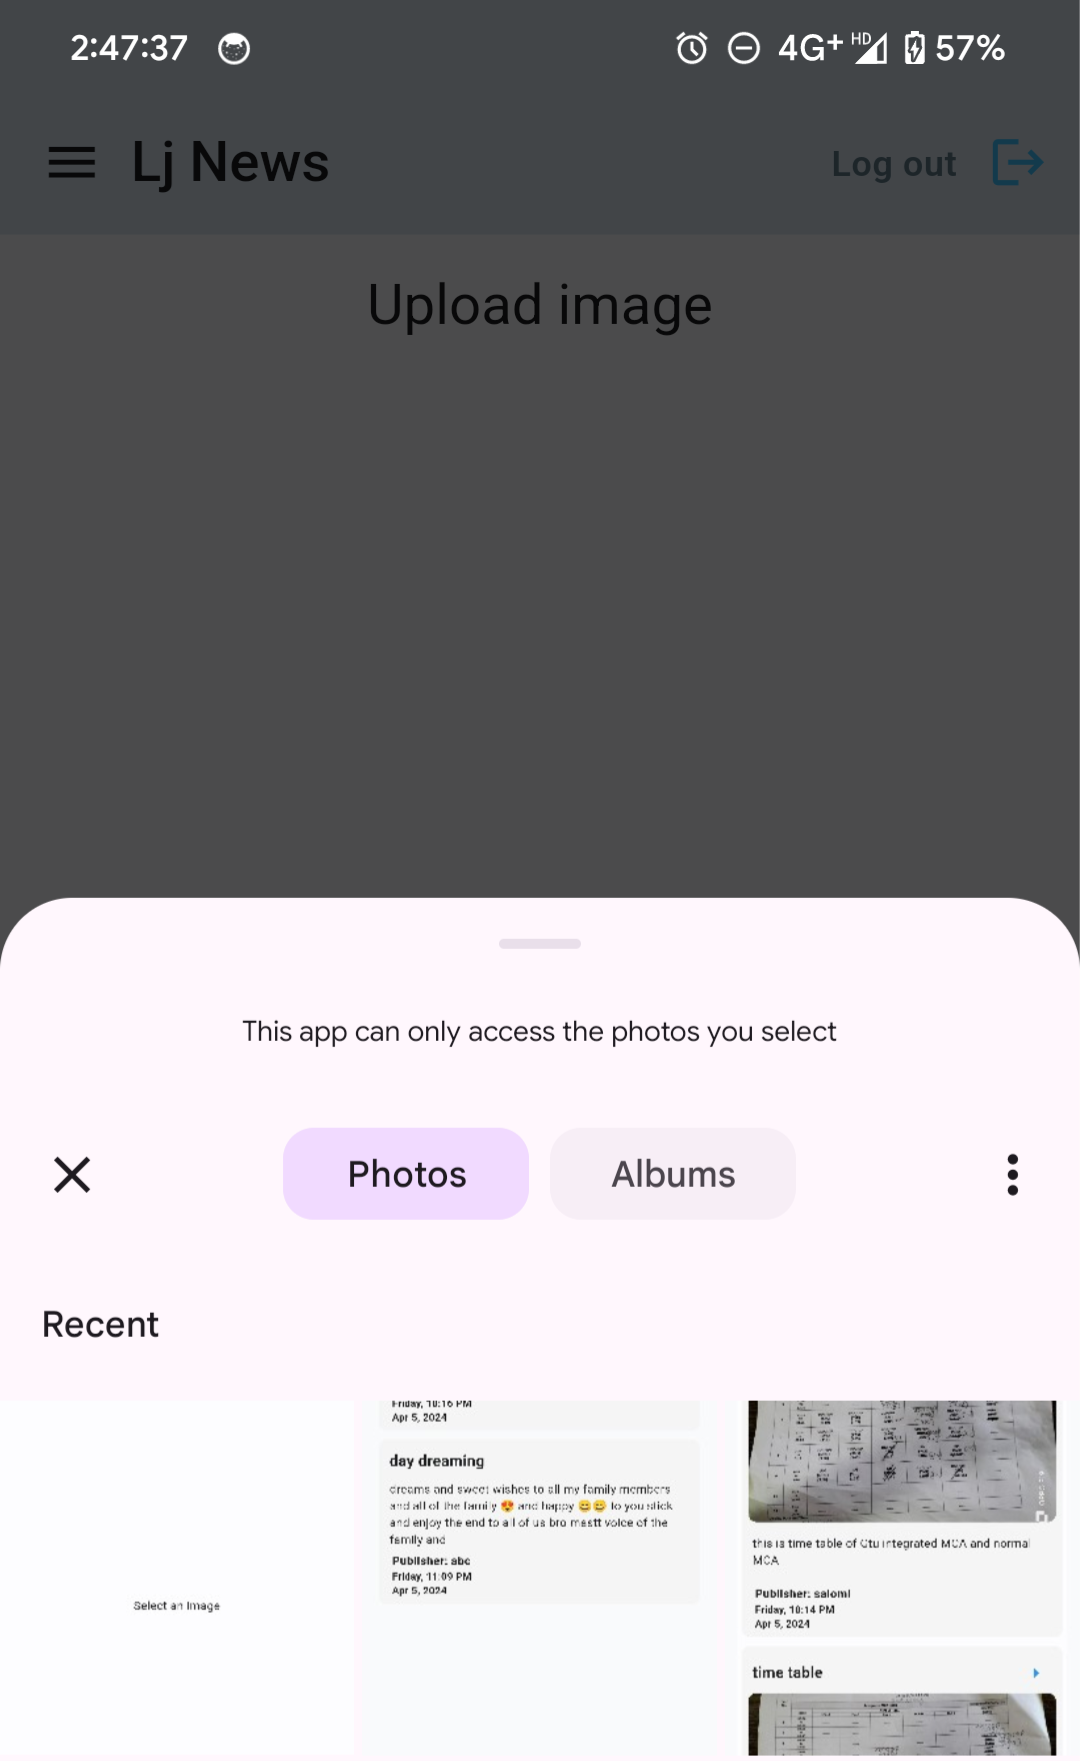 2:47:37 4G+ HD 57%
Lj News Log out
Upload image
This app can only access the photos you select
Photos Albums
Recent
Select an Image
Friday, 10:16 PM
Apr 5, 2024
day dreaming
dreams and sweet wishes to all my family members
and all of the family 😍 and happy 😄😄 to you stick
and enjoy the end to all of us bro mastt voice of the
family and
Publisher: abc
Friday, 11:09 PM
Apr 5, 2024
this is time table of Gtu integrated MCA and normal
MCA
Publisher: salomi
Friday, 10:14 PM
Apr 5, 2024
time table